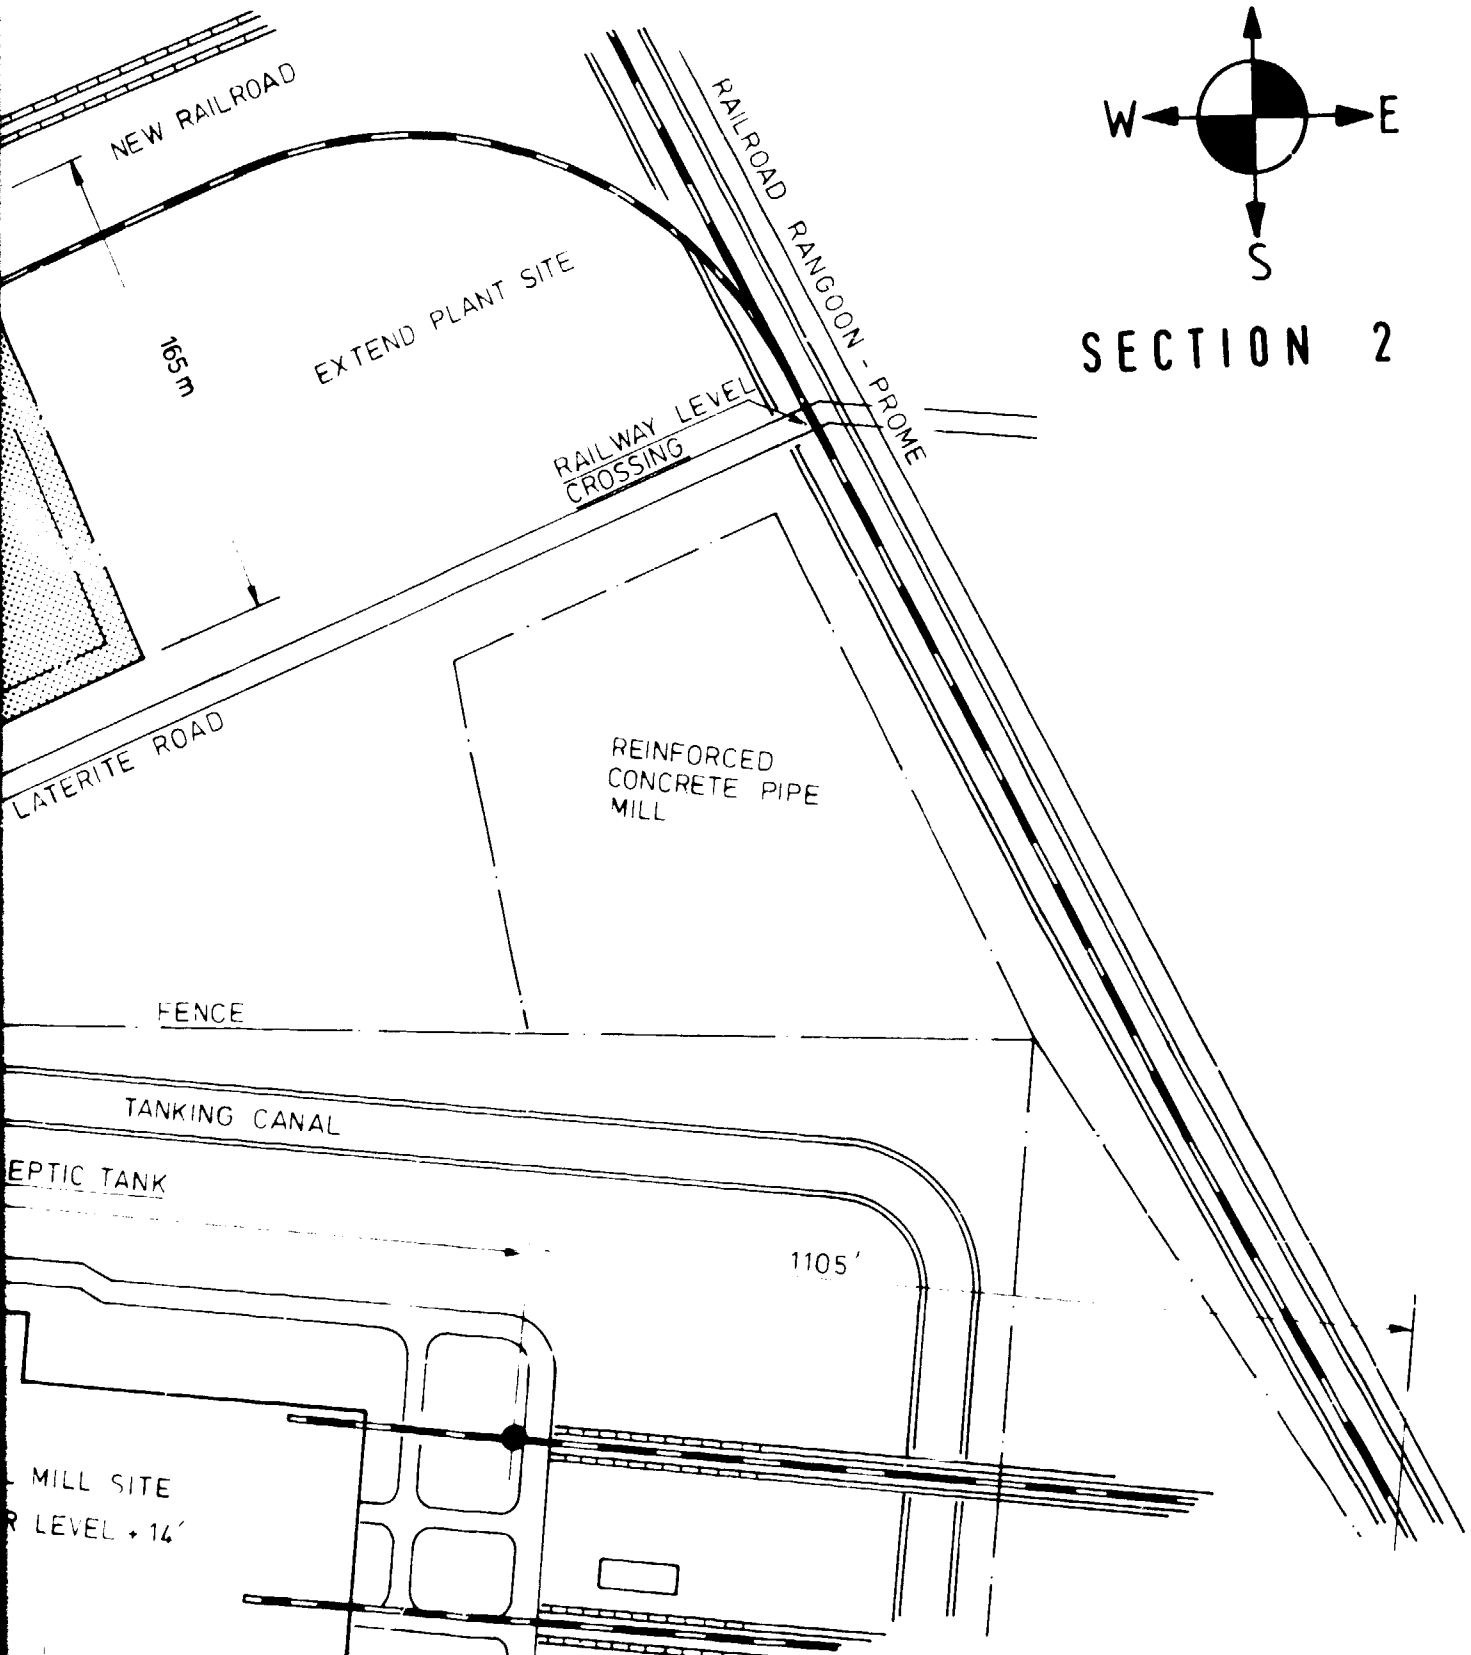 NEW RAILROAD
W E
S
SECTION 2
RAILROAD RANGOON - PROME
EXTEND PLANT SITE
165 m
RAILWAY LEVEL
CROSSING
LATERITE ROAD
REINFORCED
CONCRETE PIPE
MILL
FENCE
TANKING CANAL
EPTIC TANK
1105'
MILL SITE
R LEVEL + 14'